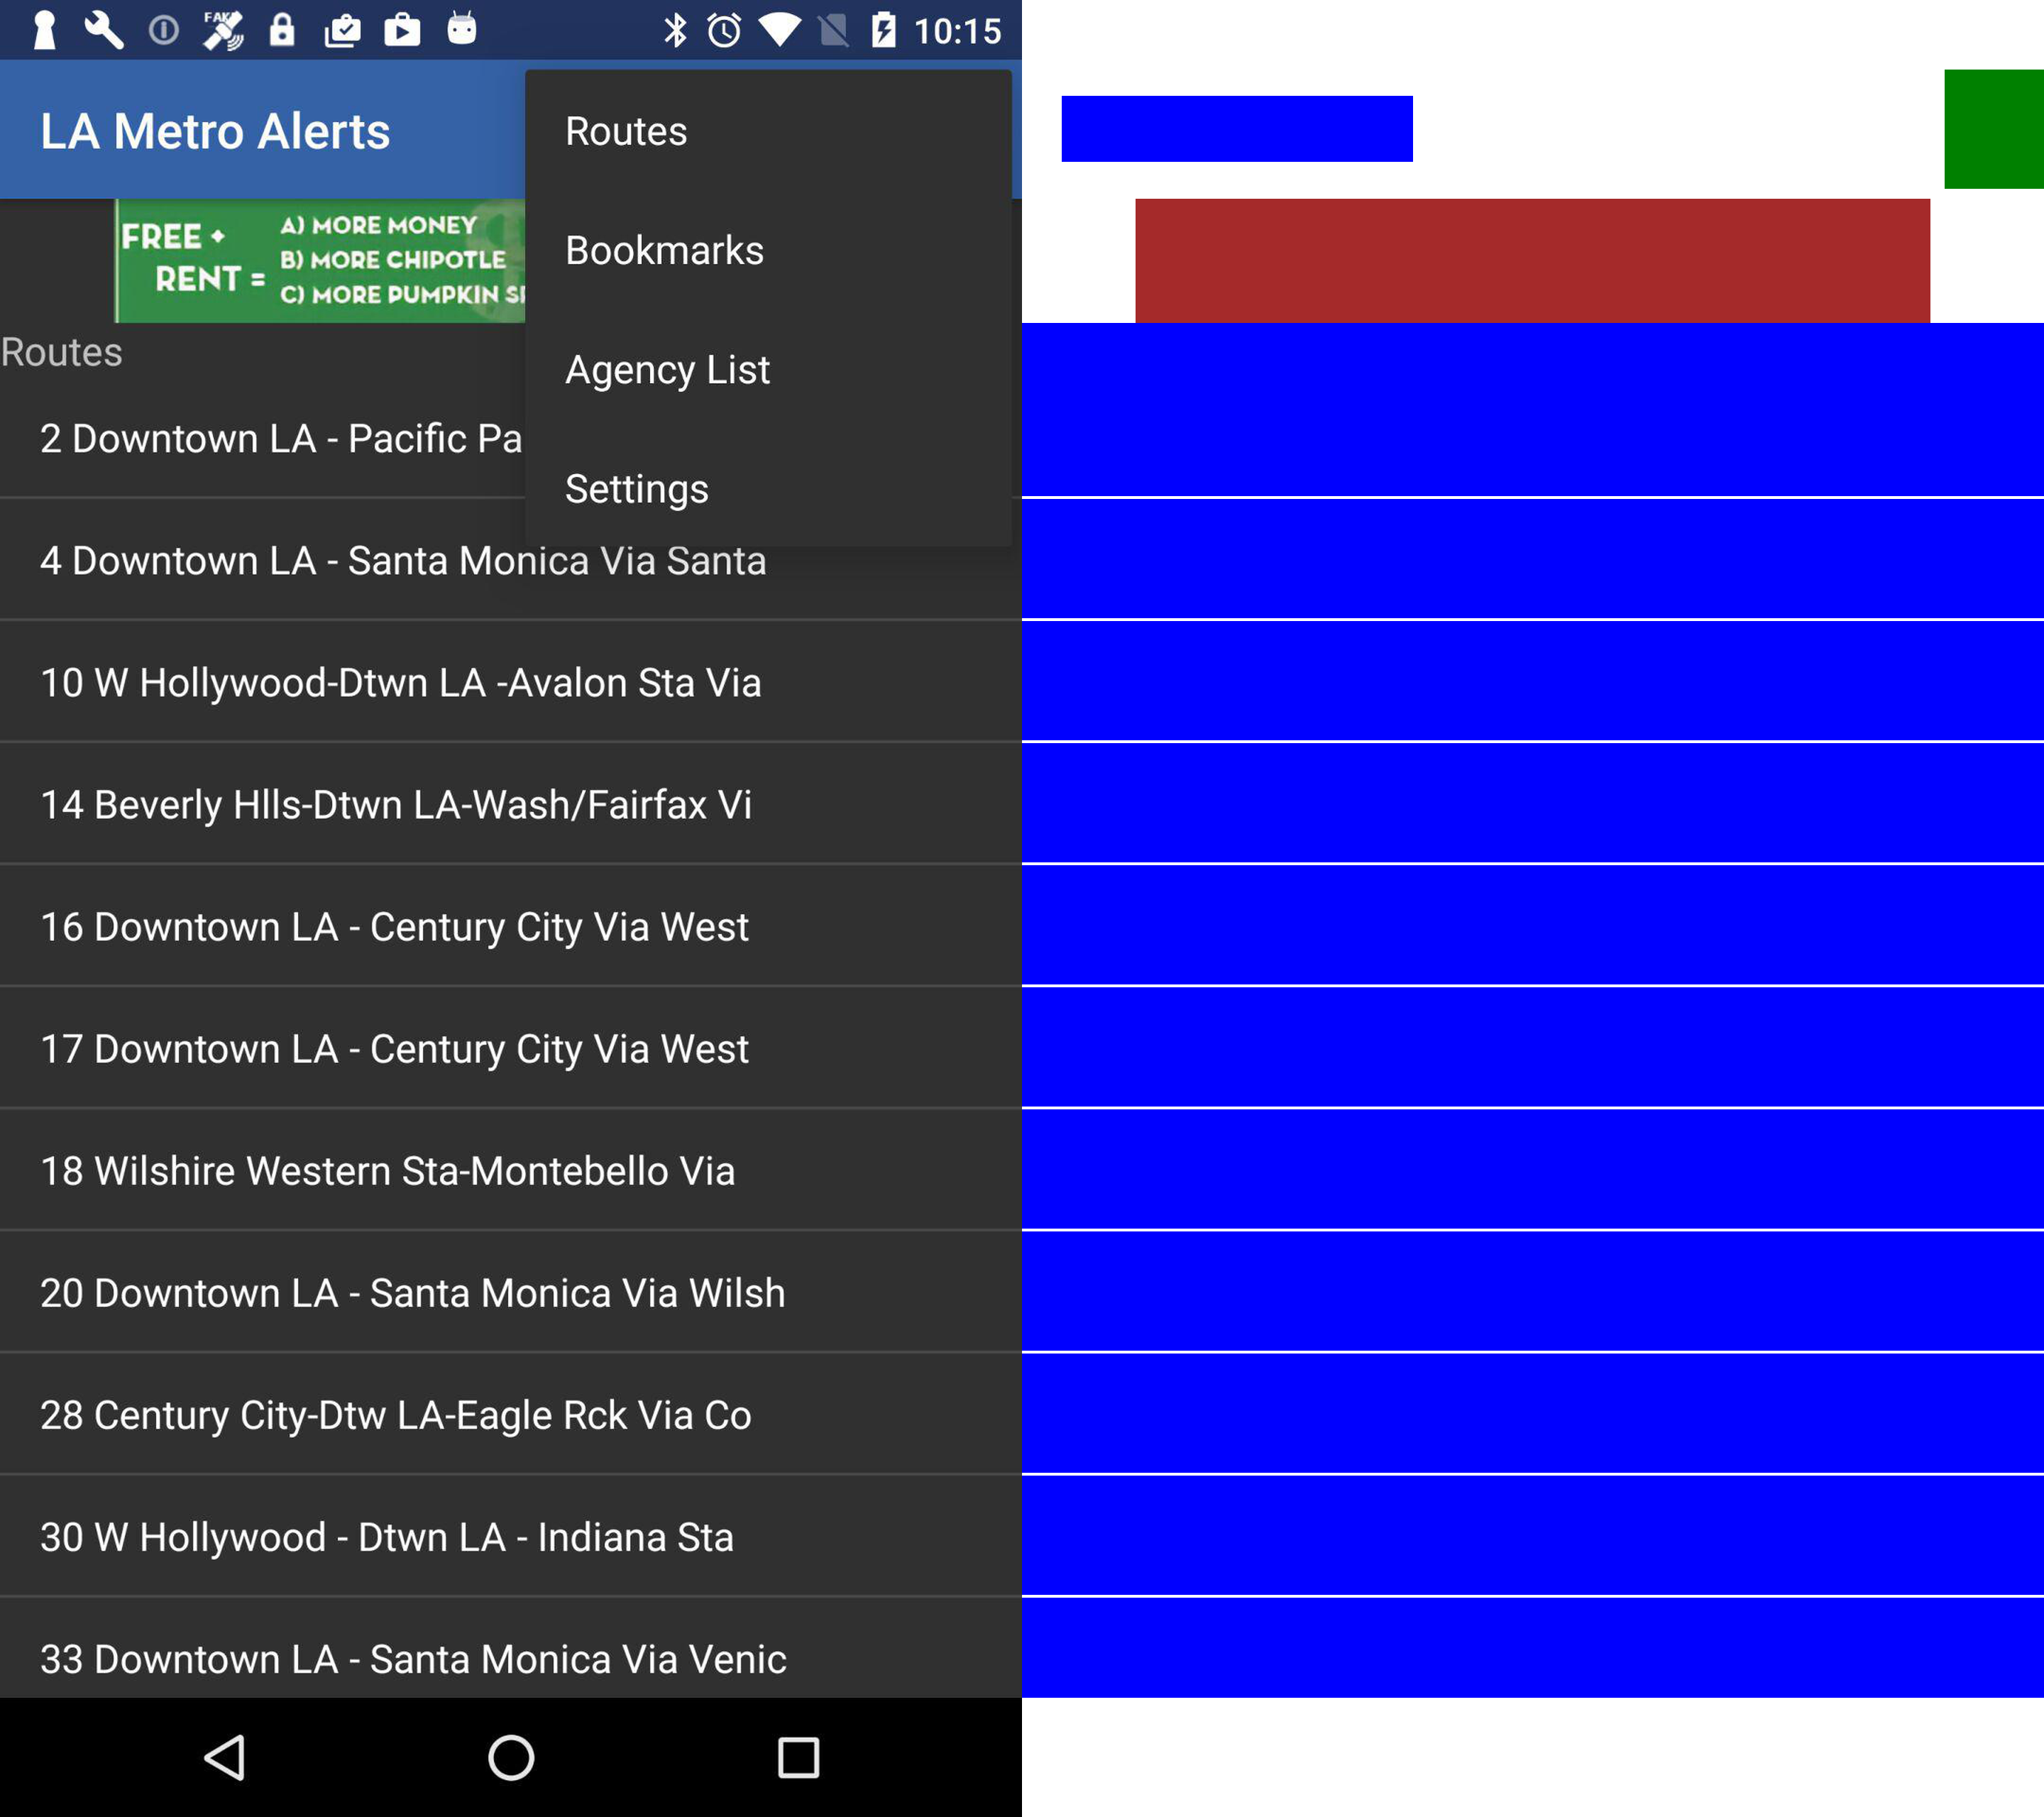 FAKE
10:15
LA Metro Alerts
Routes
Bookmarks
Agency List
Settings
FREE +
RENT =
A) MORE MONEY
B) MORE CHIPOTLE
C) MORE PUMPKIN
Routes
2 Downtown LA - Pacific Pa
4 Downtown LA - Santa Monica Via Santa
10 W Hollywood-Dtwn LA -Avalon Sta Via
14 Beverly Hlls-Dtwn LA-Wash/Fairfax Vi
16 Downtown LA - Century City Via West
17 Downtown LA - Century City Via West
18 Wilshire Western Sta-Montebello Via
20 Downtown LA - Santa Monica Via Wilsh
28 Century City-Dtw LA-Eagle Rck Via Co
30 W Hollywood - Dtwn LA - Indiana Sta
33 Downtown LA - Santa Monica Via Venic